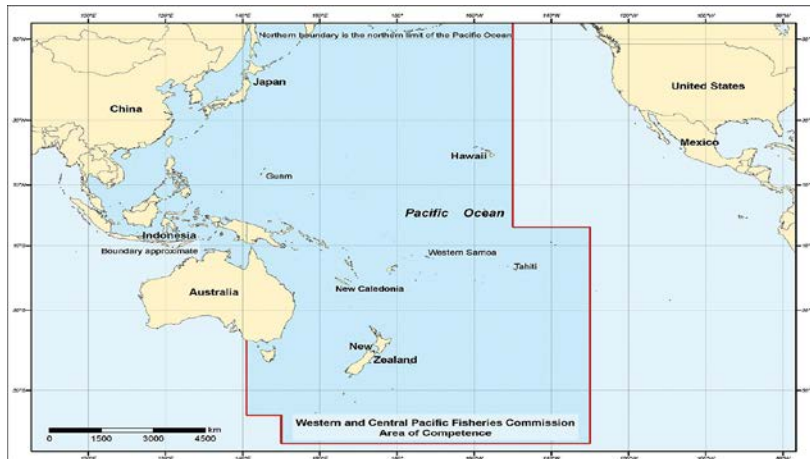 Northern boundary is the northern limit of the Pacific Ocean
Japan
United States
China
Mexico
Hawaii
Guam
Pacific Ocean
Indonesia
Boundary approximate
Western Samoa
Tahiti
Australia
New Caledonia
New
Zealand
km
0 1500 3000 4500
Western and Central Pacific Fisheries Commission
Area of Competence